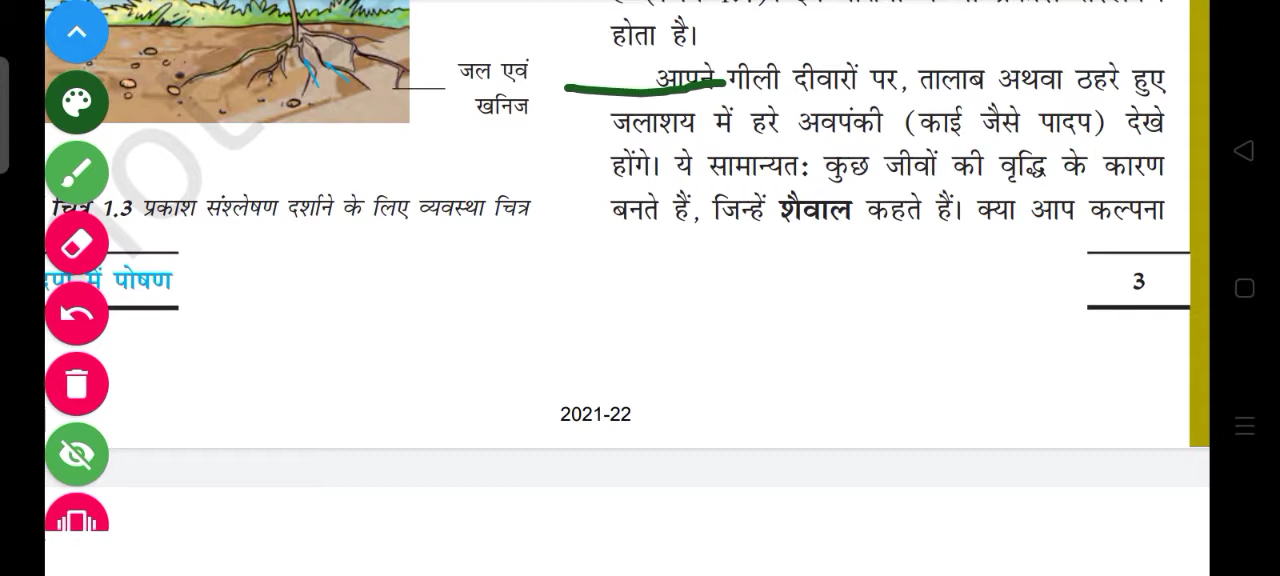 होता है।
जल एवं
खनिज
आपने गीली दीवारों पर, तालाब अथवा ठहरे हुए
जलाशय में हरे अवपंकी (काई जैसे पादप) देखे
होंगे। ये सामान्यत: कुछ जीवों की वृद्धि के कारण
बनते हैं, जिन्हें शैवाल कहते हैं। क्या आप कल्पना
चित्र 1.3 प्रकाश संश्लेषण दर्शाने के लिए व्यवस्था चित्र
में पोषण
3
2021-22